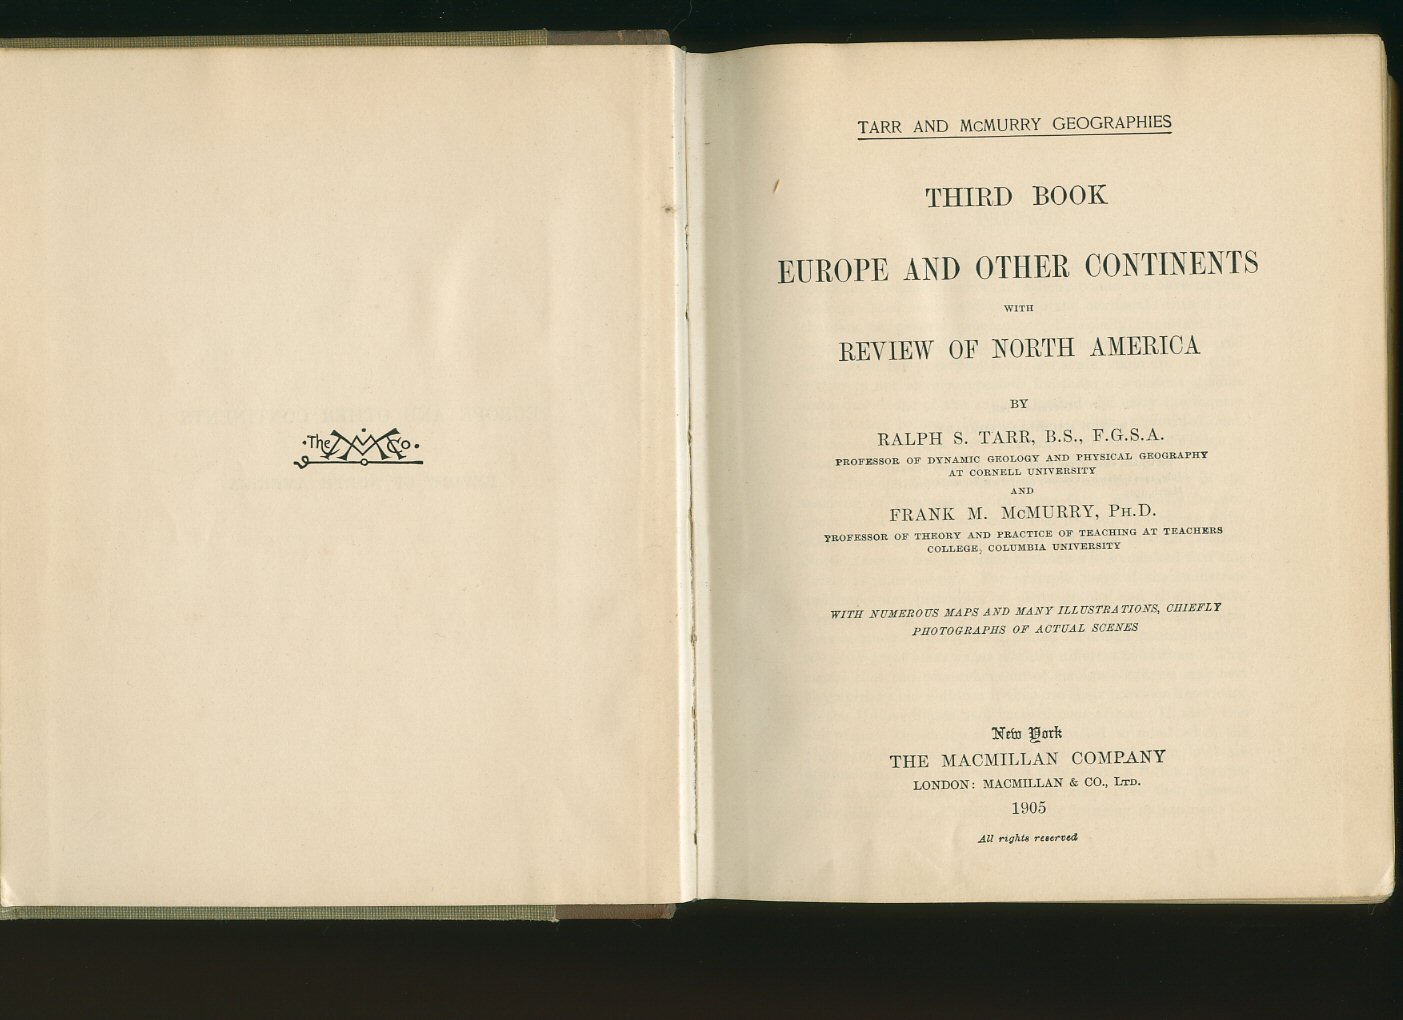 The M Co.
TARR AND McMURRY GEOGRAPHIES
THIRD BOOK
EUROPE AND OTHER CONTINENTS
WITH
REVIEW OF NORTH AMERICA
BY
RALPH S. TARR, B.S., F.G.S.A.
PROFESSOR OF DYNAMIC GEOLOGY AND PHYSICAL GEOGRAPHY
AT CORNELL UNIVERSITY
AND
FRANK M. McMURRY, PH.D.
PROFESSOR OF THEORY AND PRACTICE OF TEACHING AT TEACHERS
COLLEGE, COLUMBIA UNIVERSITY
WITH NUMEROUS MAPS AND MANY ILLUSTRATIONS, CHIEFLY
PHOTOGRAPHS OF ACTUAL SCENES
New York
THE MACMILLAN COMPANY
LONDON: MACMILLAN & CO., LTD.
1905
All rights reserved